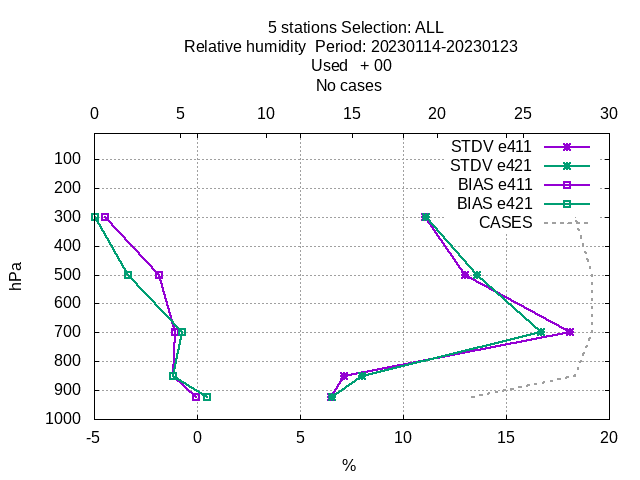 5 stations Selection: ALL
Relative humidity  Period: 20230114-20230123
Used   + 00
No cases
0 5 10 15 20 25 30
STDV e411
STDV e421
BIAS e411
BIAS e421
CASES
100
200
300
400
500
600
700
800
900
1000
hPa
-5 0 5 10 15 20
%